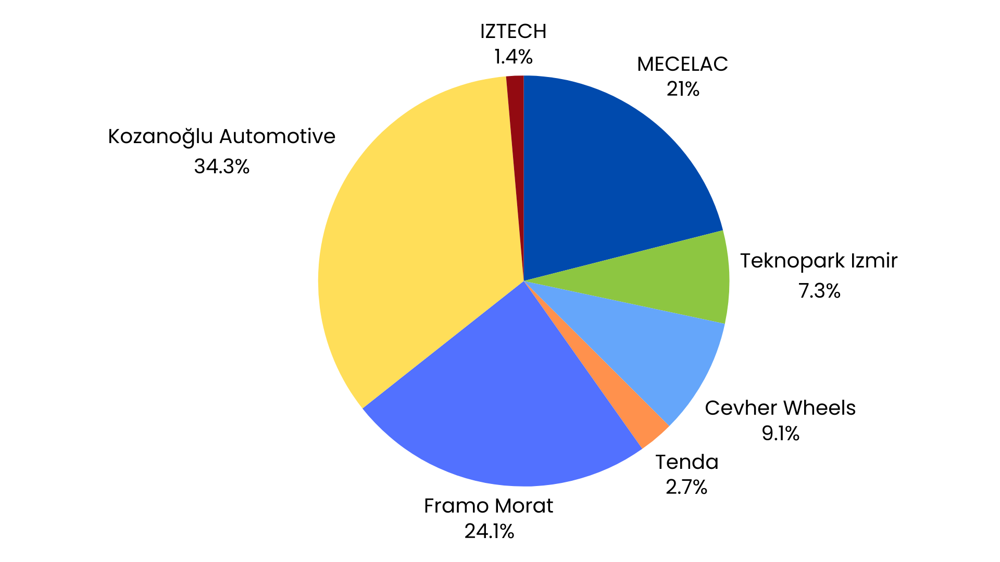 IZTECH
1.4%
MECELAC
21%
Kozanoğlu Automotive
34.3%
Teknopark Izmir
7.3%
Cevher Wheels
9.1%
Tenda
2.7%
Framo Morat
24.1%